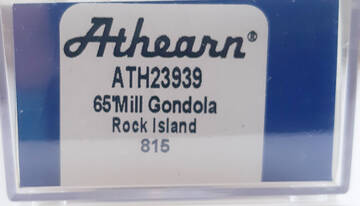 Athearn®
ATH23939
65'Mill Gondola
Rock Island
815